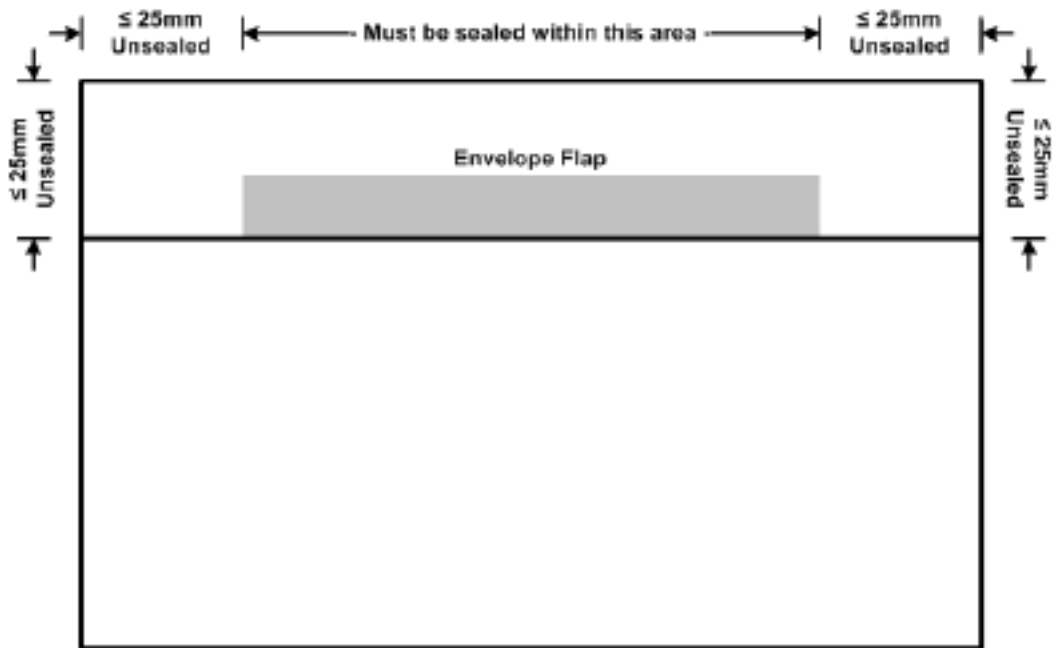 ≤ 25mm
Unsealed
Must be sealed within this area
≤ 25mm
Unsealed
≤ 25mm
Unsealed
Envelope Flap
≤ 25mm
Unsealed